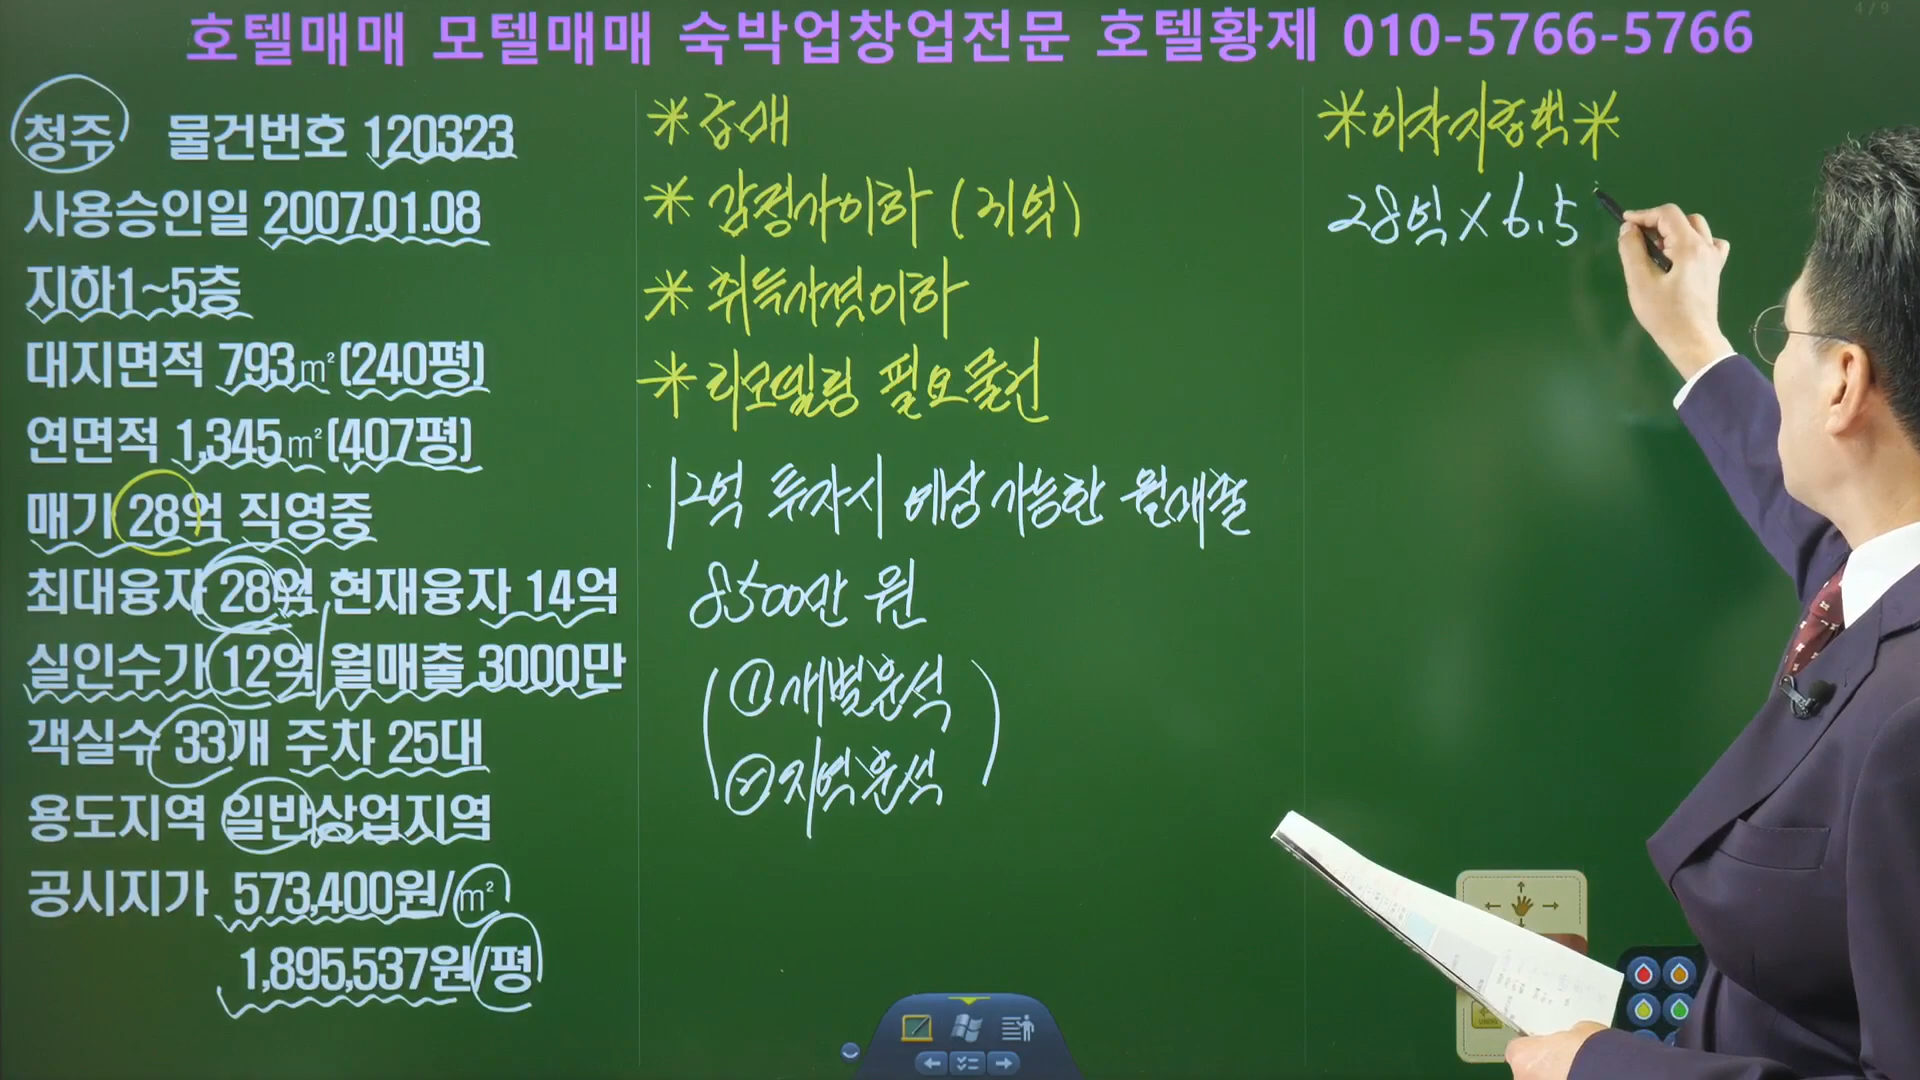 호텔매매 모텔매매 숙박업창업전문 호텔황제 010-5766-5766
청주 물건번호 120323
사용승인일 2007.01.08
지하1~5층
대지면적 793㎡(240평)
연면적 1,345㎡(407평)
매가 28억 직영중
최대융자 28억 현재융자 14억
실인수가 12억 월매출 3000만
객실수 33개 주차 25대
용도지역 일반상업지역
공시지가 573,400원/㎡
1,895,537원/평
*급매
*감정가이하 (
*취득가격이하
*리모델링 필요물건
12억 투자시 예상가능한 월매출
8500만 원
①개별분석
②지역분석
*이자지출액*
28억×6.5